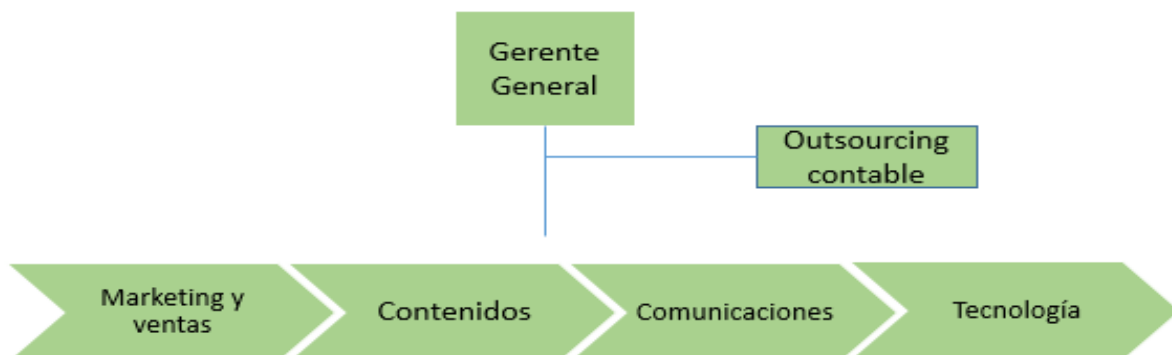 Gerente
General
Outsourcing
contable
Marketing y
ventas
Contenidos
Comunicaciones
Tecnología